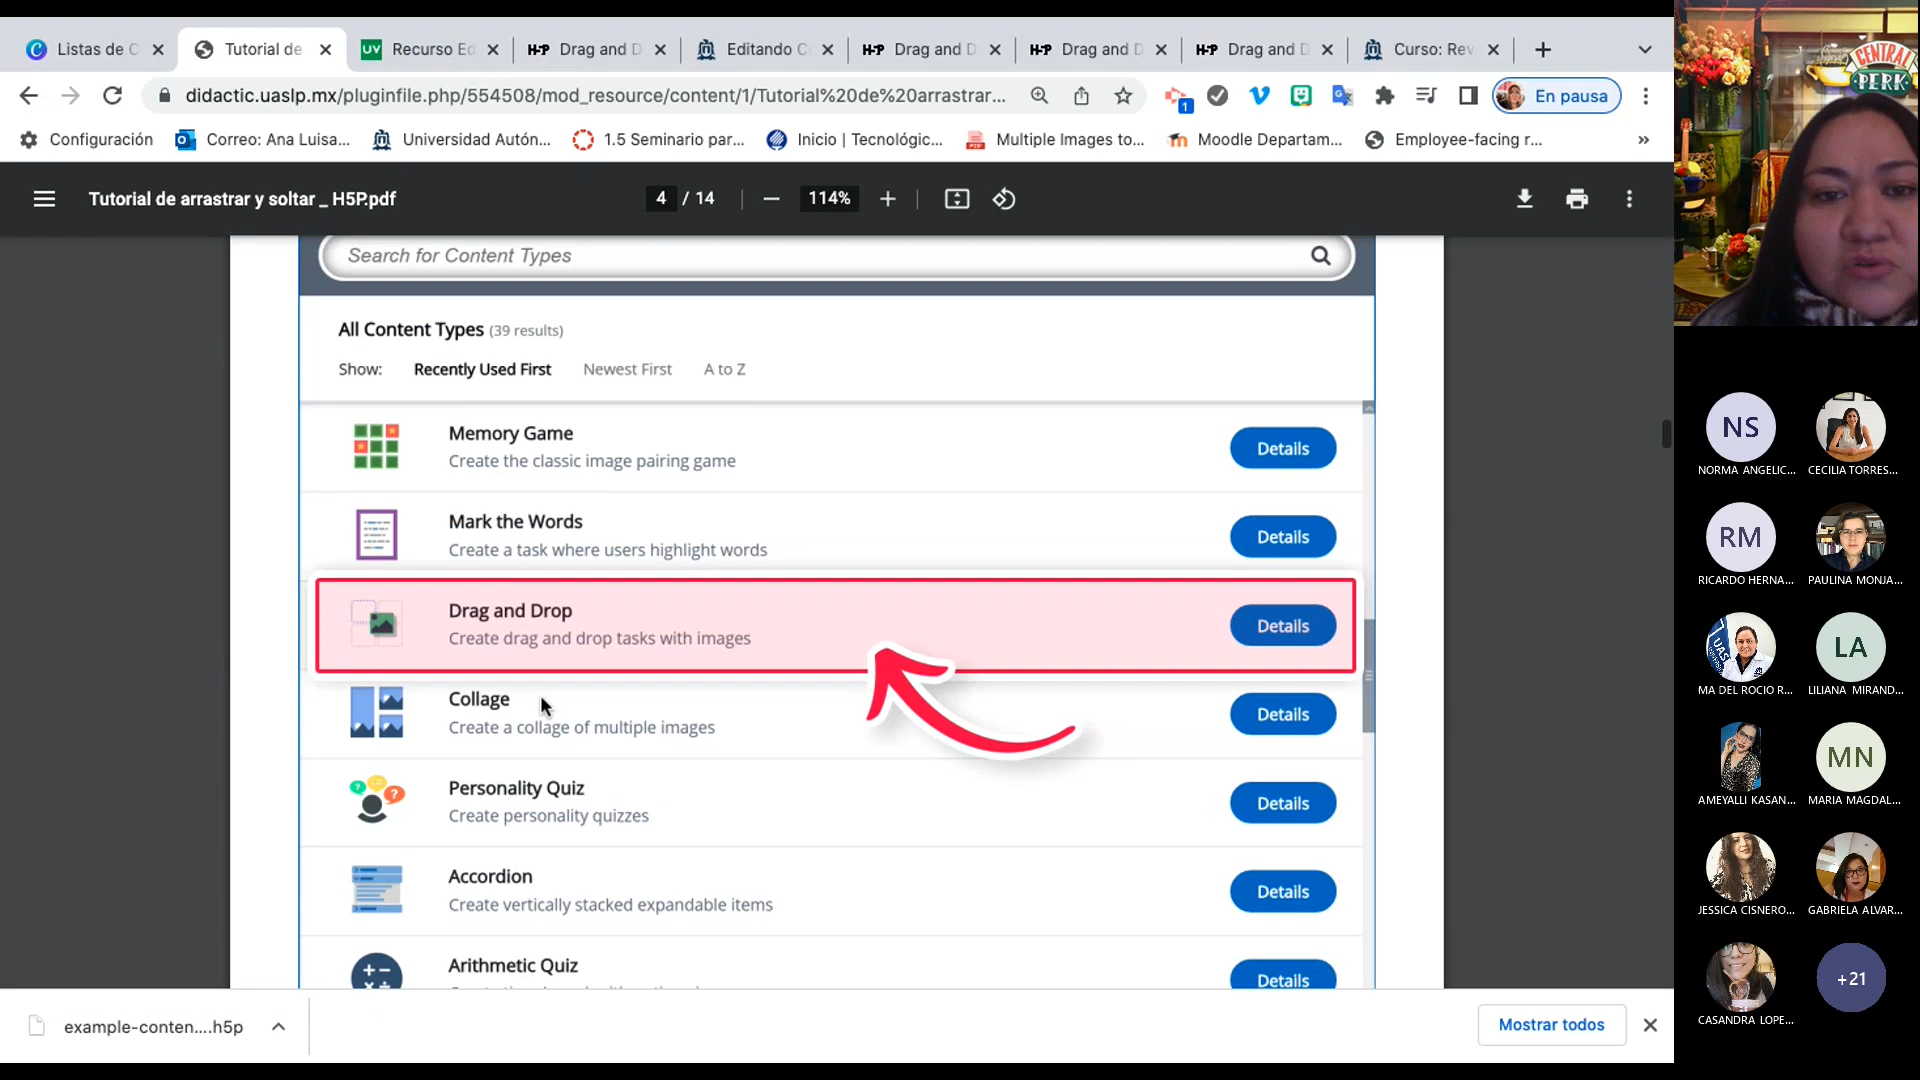 Listas de C
Tutorial de
UV Recurso Ed
H-P Drag and D
Editando C
H-P Drag and D
H-P Drag and D
H-P Drag and D
Curso: Rev
didactic.uaslp.mx/pluginfile.php/554508/mod_resource/content/1/Tutorial%20de%20arrastrar...
1
En pausa
Configuración
Correo: Ana Luisa...
Universidad Autón...
1.5 Seminario par...
Inicio | Tecnológic...
Multiple Images to...
Moodle Departam...
Employee-facing r...
»
Tutorial de arrastrar y soltar _ H5P.pdf
4 / 14
114%
Search for Content Types
All Content Types (39 results)
Show: Recently Used First Newest First A to Z
Memory Game
Create the classic image pairing game
Details
Mark the Words
Create a task where users highlight words
Details
Drag and Drop
Create drag and drop tasks with images
Details
Collage
Create a collage of multiple images
Details
Personality Quiz
Create personality quizzes
Details
Accordion
Create vertically stacked expandable items
Details
Arithmetic Quiz
Details
example-conten....h5p
Mostrar todos
CENTRAL
PERK
NS
NORMA ANGELIC...
CECILIA TORRES...
RM
RICARDO HERNA...
PAULINA MONJA...
MA DEL ROCIO R...
LA
LILIANA MIRAND...
AMEYALLI KASAN...
MN
MARIA MAGDAL...
JESSICA CISNERO...
GABRIELA ALVAR...
CASANDRA LOPE...
+21